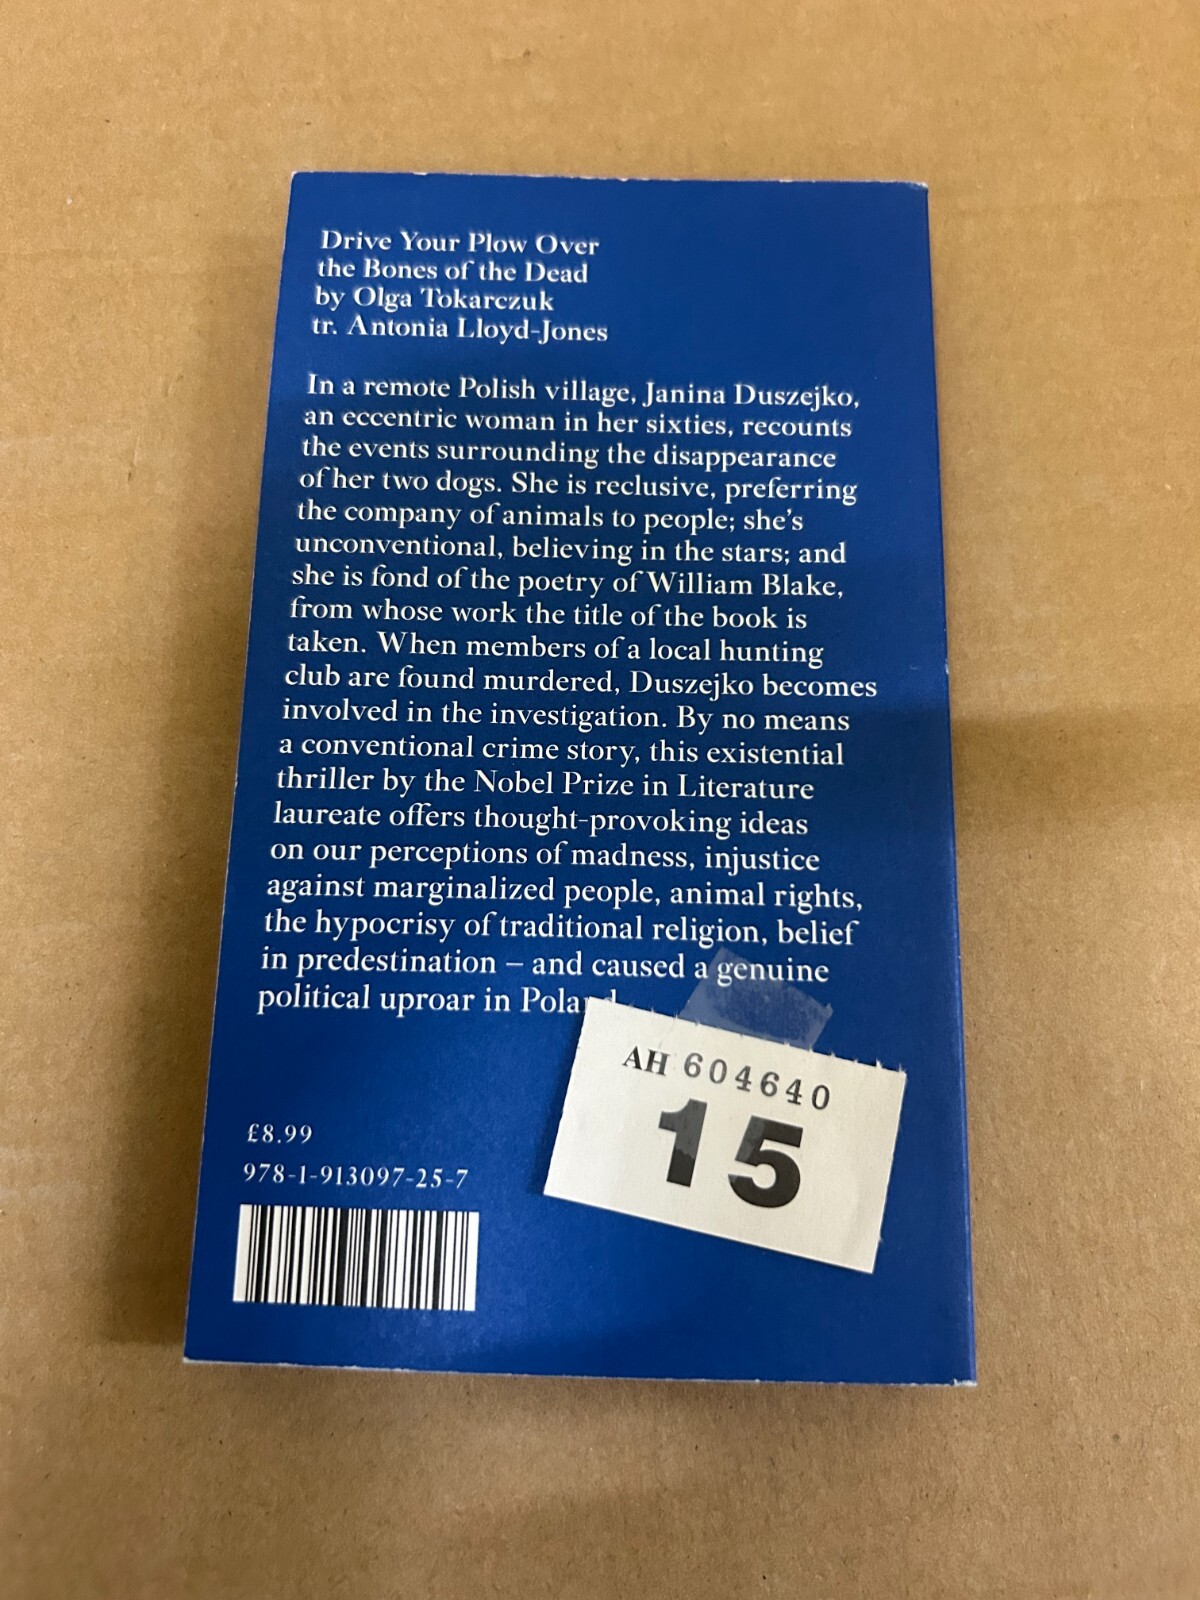 Drive Your Plow Over
the Bones of the Dead
by Olga Tokarczuk
tr. Antonia Lloyd-Jones
In a remote Polish village, Janina Duszejko,
an eccentric woman in her sixties, recounts
the events surrounding the disappearance
of her two dogs. She is reclusive, preferring
the company of animals to people; she's
unconventional, believing in the stars; and
she is fond of the poetry of William Blake,
from whose work the title of the book is
taken. When members of a local hunting
club are found murdered, Duszejko becomes
involved in the investigation. By no means
a conventional crime story, this existential
thriller by the Nobel Prize in Literature
laureate offers thought-provoking ideas
on our perceptions of madness, injustice
against marginalized people, animal rights,
the hypocrisy of traditional religion, belief
in predestination – and caused a genuine
political uproar in Poland
AH 604640
15
£8.99
978-1-913097-25-7